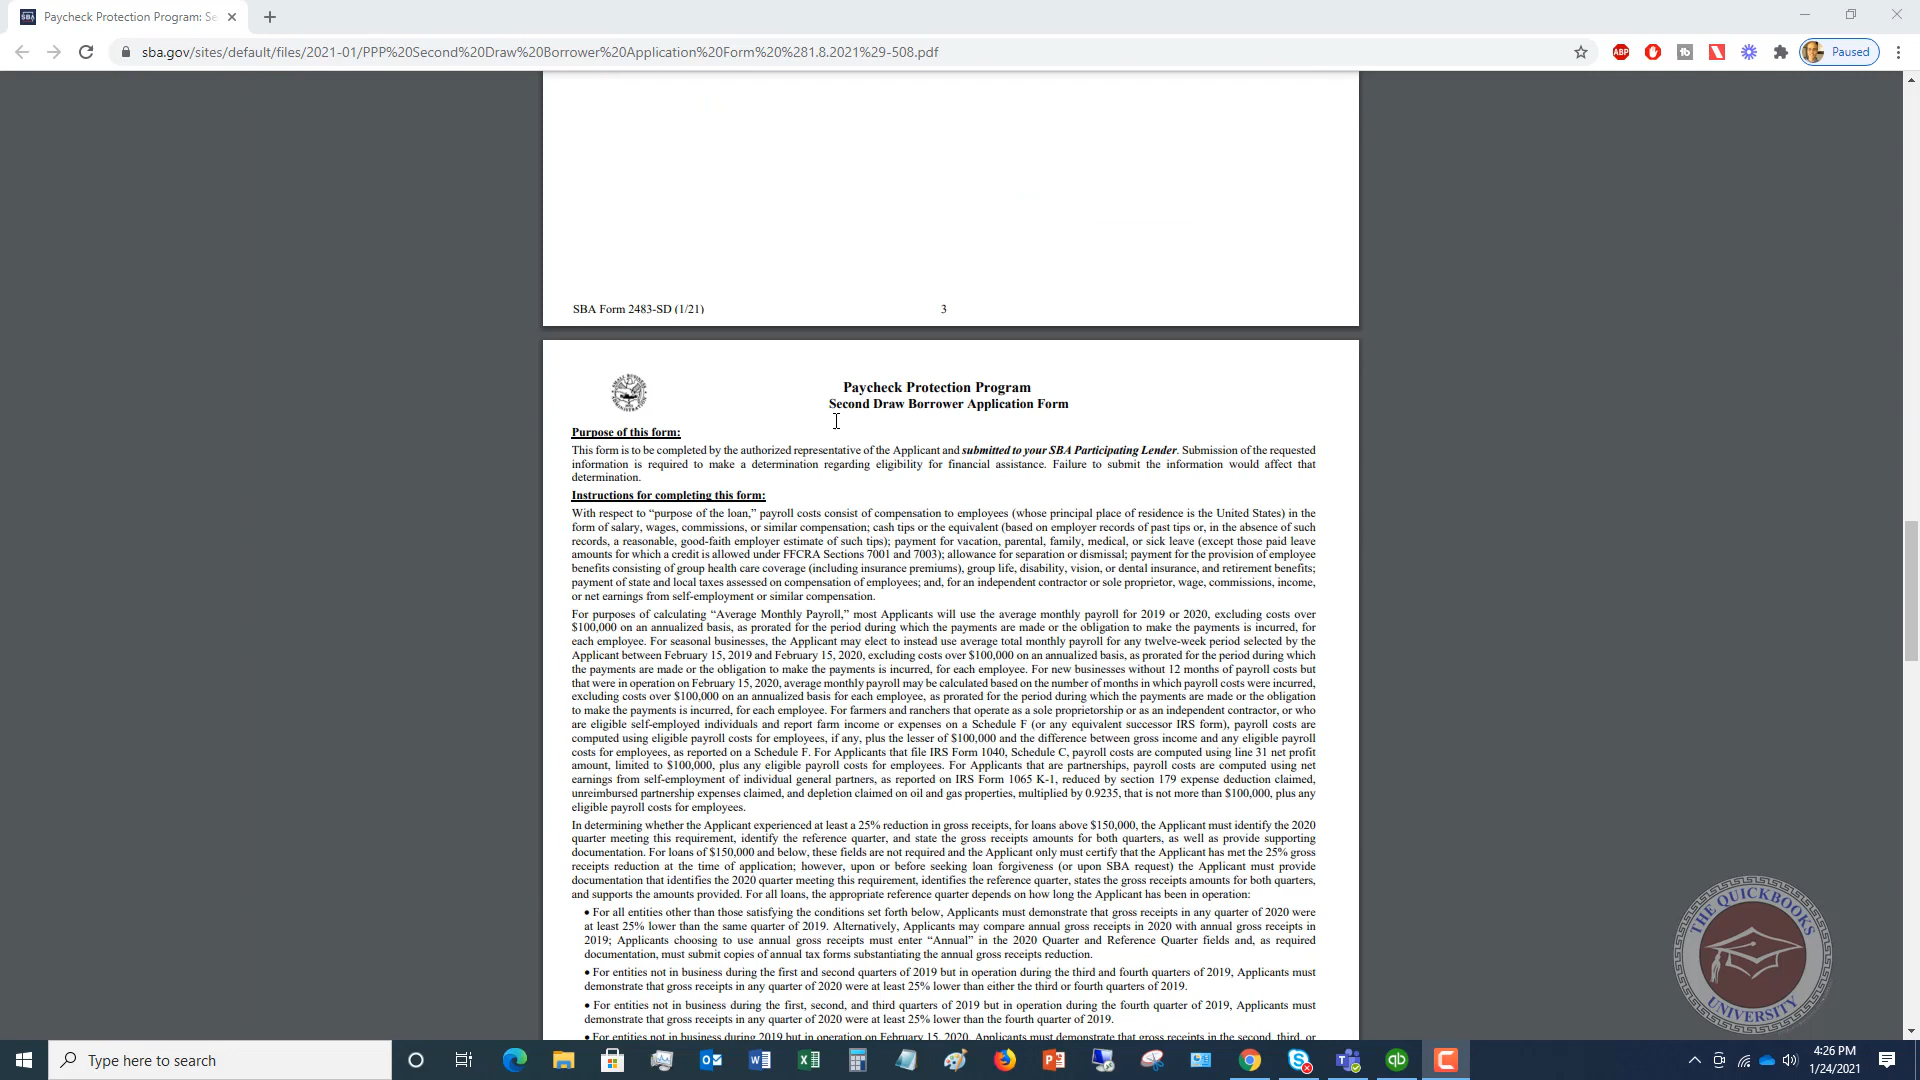 Paycheck Protection Program: Se
sba.gov/sites/default/files/2021-01/PPP%20Second%20Draw%20Borrower%20Application%20Form%20%281.8.2021%29-508.pdf
ABP
Paused
SBA Form 2483-SD (1/21) 3
Paycheck Protection Program
Second Draw Borrower Application Form
Purpose of this form:
This form is to be completed by the authorized representative of the Applicant and submitted to your SBA Participating Lender. Submission of the requested
information is required to make a determination regarding eligibility for financial assistance. Failure to submit the information would affect that
determination.
Instructions for completing this form:
With respect to “purpose of the loan,” payroll costs consist of compensation to employees (whose principal place of residence is the United States) in the
form of salary, wages, commissions, or similar compensation; cash tips or the equivalent (based on employer records of past tips or, in the absence of such
records, a reasonable, good-faith employer estimate of such tips); payment for vacation, parental, family, medical, or sick leave (except those paid leave
amounts for which a credit is allowed under FFCRA Sections 7001 and 7003); allowance for separation or dismissal; payment for the provision of employee
benefits consisting of group health care coverage (including insurance premiums), group life, disability, vision, or dental insurance, and retirement benefits;
payment of state and local taxes assessed on compensation of employees; and, for an independent contractor or sole proprietor, wage, commissions, income,
or net earnings from self-employment or similar compensation.
For purposes of calculating “Average Monthly Payroll,” most Applicants will use the average monthly payroll for 2019 or 2020, excluding costs over
$100,000 on an annualized basis, as prorated for the period during which the payments are made or the obligation to make the payments is incurred, for
each employee. For seasonal businesses, the Applicant may elect to instead use average total monthly payroll for any twelve-week period selected by the
Applicant between February 15, 2019 and February 15, 2020, excluding costs over $100,000 on an annualized basis, as prorated for the period during which
the payments are made or the obligation to make the payments is incurred, for each employee. For new businesses without 12 months of payroll costs but
that were in operation on February 15, 2020, average monthly payroll may be calculated based on the number of months in which payroll costs were incurred,
excluding costs over $100,000 on an annualized basis for each employee, as prorated for the period during which the payments are made or the obligation
to make the payments is incurred, for each employee. For farmers and ranchers that operate as a sole proprietorship or as an independent contractor, or who
are eligible self-employed individuals and report farm income or expenses on a Schedule F (or any equivalent successor IRS form), payroll costs are
computed using eligible payroll costs for employees, if any, plus the lesser of $100,000 and the difference between gross income and any eligible payroll
costs for employees, as reported on a Schedule F. For Applicants that file IRS Form 1040, Schedule C, payroll costs are computed using line 31 net profit
amount, limited to $100,000, plus any eligible payroll costs for employees. For Applicants that are partnerships, payroll costs are computed using net
earnings from self-employment of individual general partners, as reported on IRS Form 1065 K-1, reduced by section 179 expense deduction claimed,
unreimbursed partnership expenses claimed, and depletion claimed on oil and gas properties, multiplied by 0.9235, that is not more than $100,000, plus any
eligible payroll costs for employees.
In determining whether the Applicant experienced at least a 25% reduction in gross receipts, for loans above $150,000, the Applicant must identify the 2020
quarter meeting this requirement, identify the reference quarter, and state the gross receipts amounts for both quarters, as well as provide supporting
documentation. For loans of $150,000 and below, these fields are not required and the Applicant only must certify that the Applicant has met the 25% gross
receipts reduction at the time of application; however, upon or before seeking loan forgiveness (or upon SBA request) the Applicant must provide
documentation that identifies the 2020 quarter meeting this requirement, identifies the reference quarter, states the gross receipts amounts for both quarters,
and supports the amounts provided. For all loans, the appropriate reference quarter depends on how long the Applicant has been in operation:
• For all entities other than those satisfying the conditions set forth below, Applicants must demonstrate that gross receipts in any quarter of 2020 were
at least 25% lower than the same quarter of 2019. Alternatively, Applicants may compare annual gross receipts in 2020 with annual gross receipts in
2019; Applicants choosing to use annual gross receipts must enter “Annual” in the 2020 Quarter and Reference Quarter fields and, as required
documentation, must submit copies of annual tax forms substantiating the annual gross receipts reduction.
• For entities not in business during the first and second quarters of 2019 but in operation during the third and fourth quarters of 2019, Applicants must
demonstrate that gross receipts in any quarter of 2020 were at least 25% lower than either the third or fourth quarters of 2019.
• For entities not in business during the first, second, and third quarters of 2019 but in operation during the fourth quarter of 2019, Applicants must
demonstrate that gross receipts in any quarter of 2020 were at least 25% lower than the fourth quarter of 2019.
• For entities not in business during 2019 but in operation on February 15, 2020, Applicants must demonstrate that gross receipts in the second, third, or
THE QUICKBOOKS
UNIVERSITY
Type here to search
4:26 PM
1/24/2021